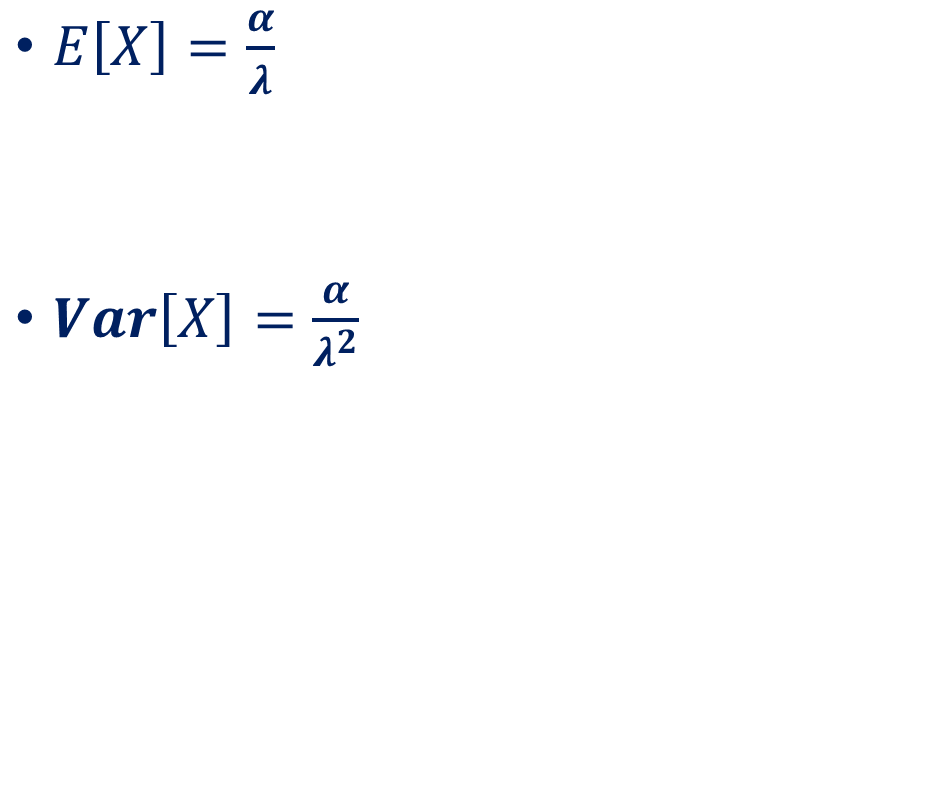 • E[X] = α/λ
• Var[X] = α/λ²